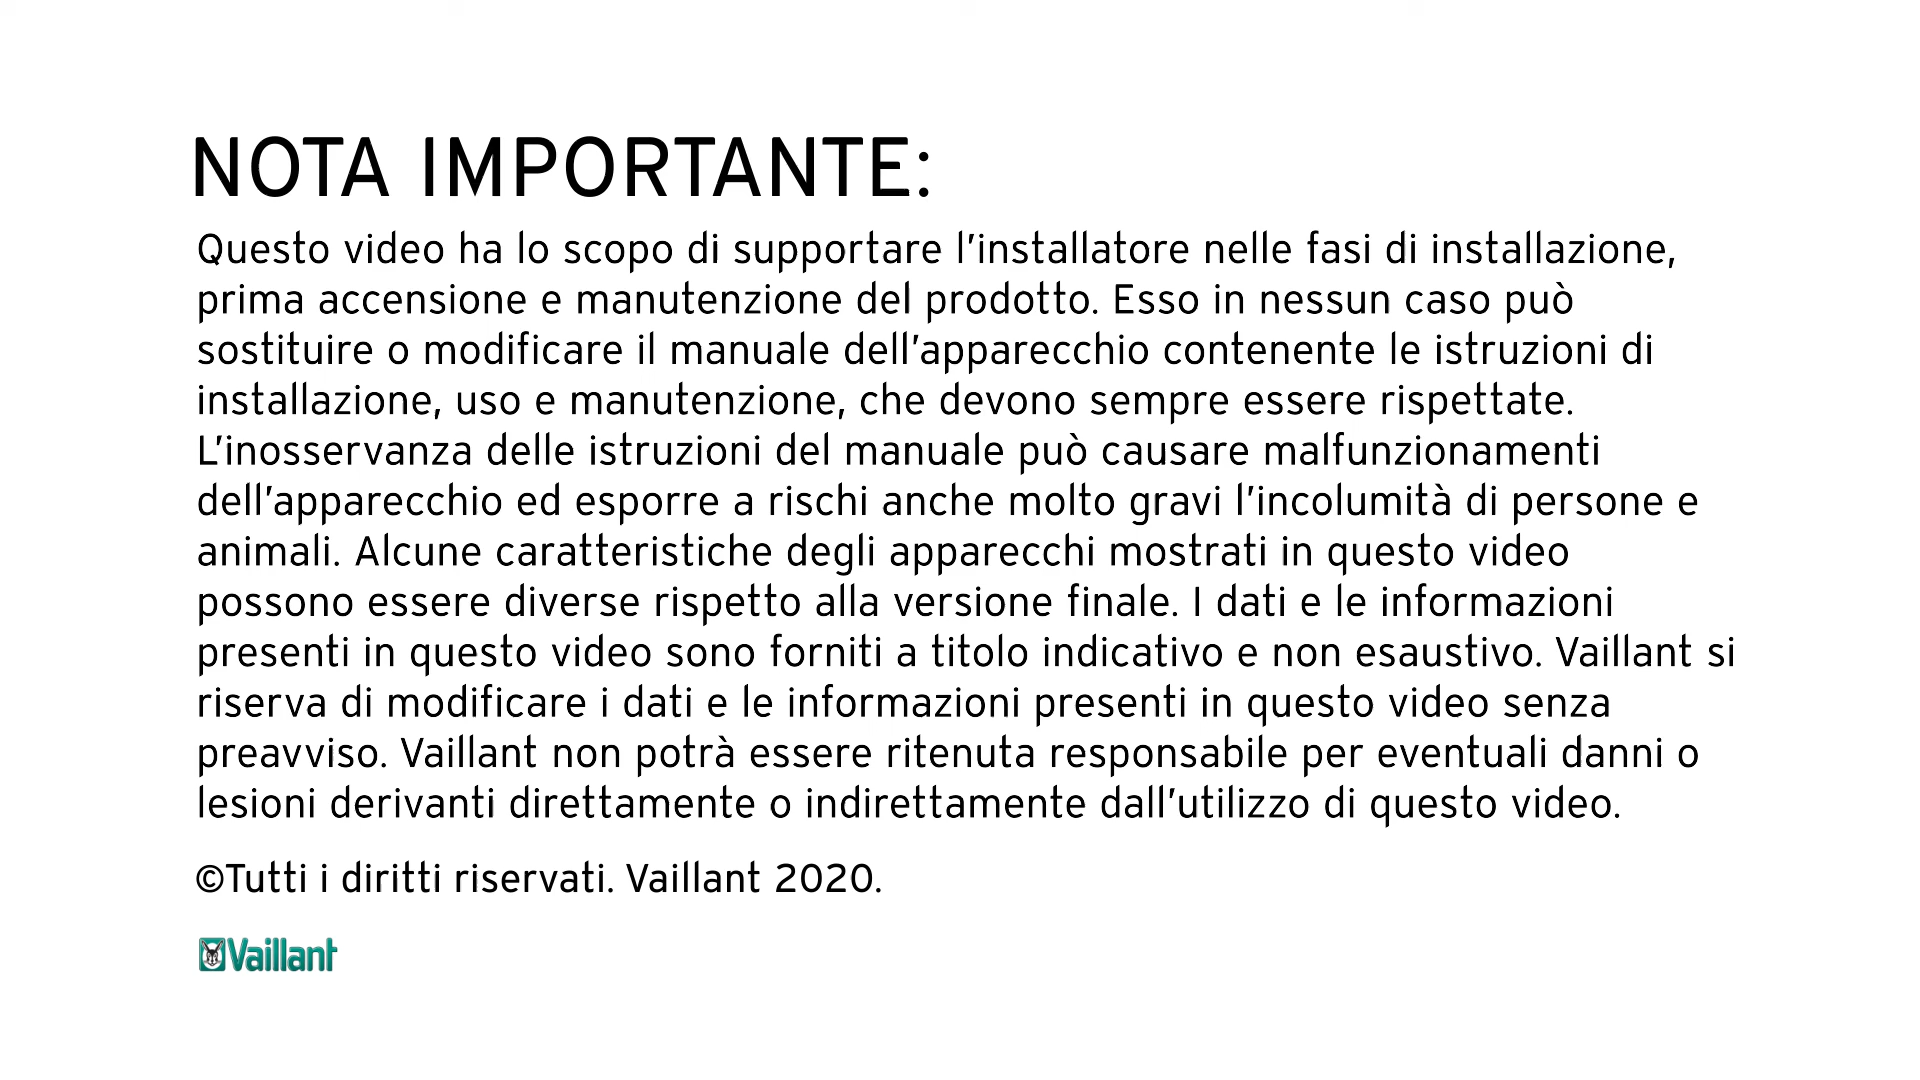 NOTA IMPORTANTE:
Questo video ha lo scopo di supportare l’installatore nelle fasi di installazione,
prima accensione e manutenzione del prodotto. Esso in nessun caso può
sostituire o modificare il manuale dell’apparecchio contenente le istruzioni di
installazione, uso e manutenzione, che devono sempre essere rispettate.
L’inosservanza delle istruzioni del manuale può causare malfunzionamenti
dell’apparecchio ed esporre a rischi anche molto gravi l’incolumità di persone e
animali. Alcune caratteristiche degli apparecchi mostrati in questo video
possono essere diverse rispetto alla versione finale. I dati e le informazioni
presenti in questo video sono forniti a titolo indicativo e non esaustivo. Vaillant si
riserva di modificare i dati e le informazioni presenti in questo video senza
preavviso. Vaillant non potrà essere ritenuta responsabile per eventuali danni o
lesioni derivanti direttamente o indirettamente dall’utilizzo di questo video.
©Tutti i diritti riservati. Vaillant 2020.
Vaillant